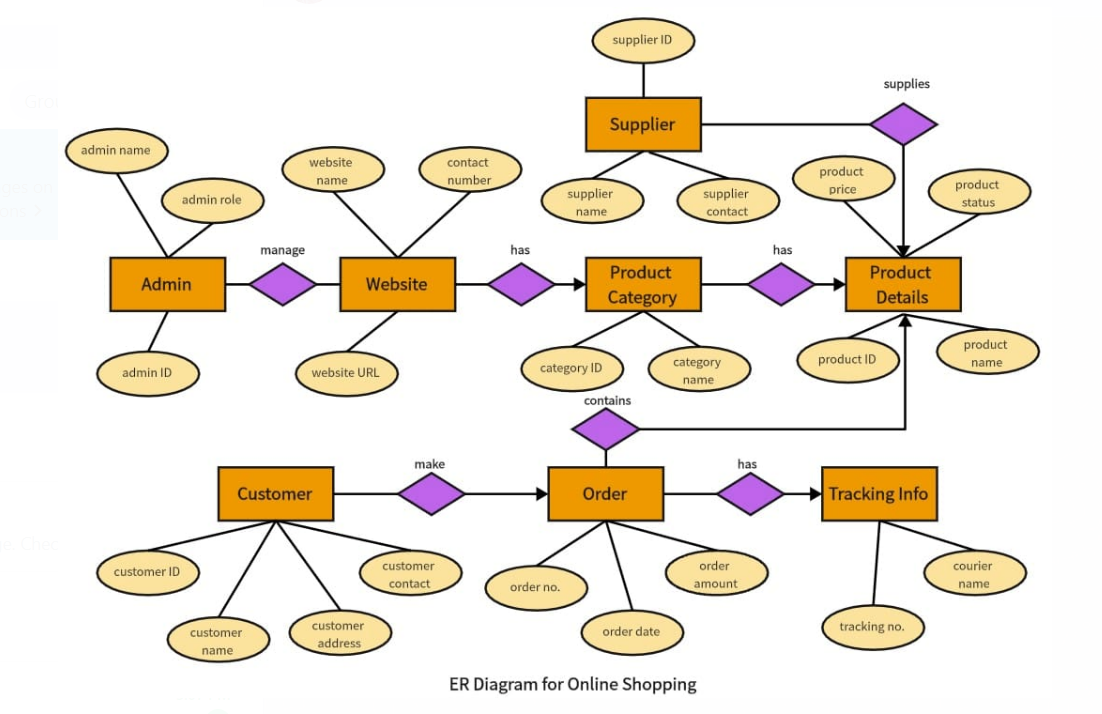 supplier ID
supplies
Supplier
admin name
website
name
contact
number
product
price
product
status
admin role
supplier
name
supplier
contact
manage
has
has
Admin
Website
Product
Category
Product
Details
admin ID
website URL
category ID
category
name
product ID
product
name
contains
make
has
Customer
Order
Tracking Info
customer ID
customer
contact
order no.
order
amount
courier
name
customer
name
customer
address
order date
tracking no.
ER Diagram for Online Shopping